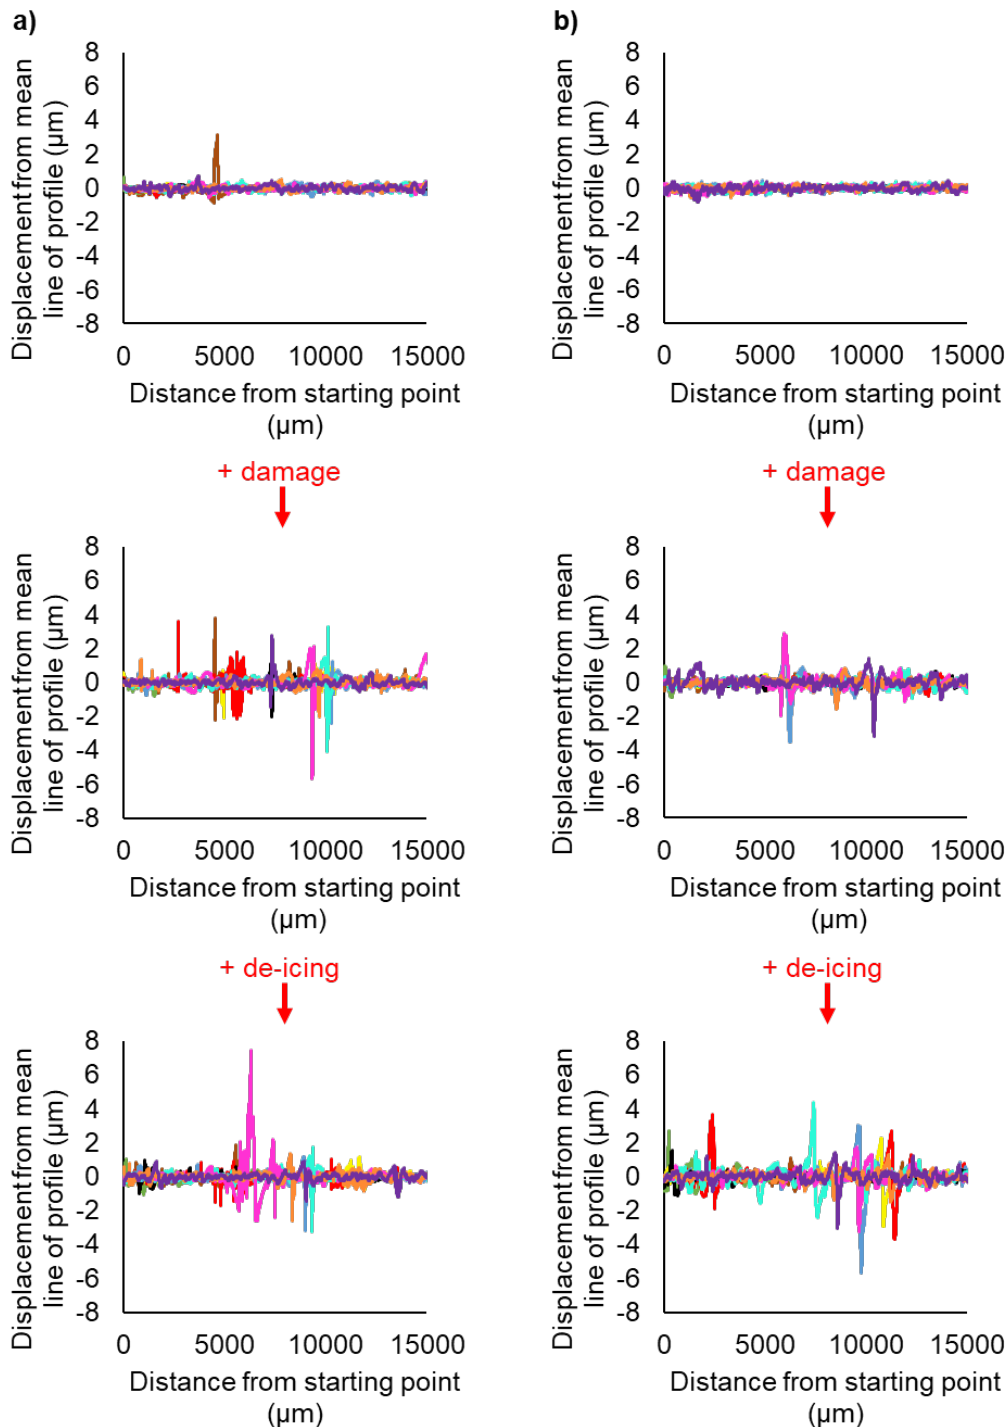 a)
8
6
4
2
0
-2
-4
-6
-8
Displacement from mean
line of profile (µm)
0 5000 10000 15000
Distance from starting point
(µm)
b)
8
6
4
2
0
-2
-4
-6
-8
Displacement from mean
line of profile (µm)
0 5000 10000 15000
Distance from starting point
(µm)
+ damage
8
6
4
2
0
-2
-4
-6
-8
Displacement from mean
line of profile (µm)
0 5000 10000 15000
Distance from starting point
(µm)
+ damage
8
6
4
2
0
-2
-4
-6
-8
Displacement from mean
line of profile (µm)
0 5000 10000 15000
Distance from starting point
(µm)
+ de-icing
8
6
4
2
0
-2
-4
-6
-8
Displacement from mean
line of profile (µm)
0 5000 10000 15000
Distance from starting point
(µm)
+ de-icing
8
6
4
2
0
-2
-4
-6
-8
Displacement from mean
line of profile (µm)
0 5000 10000 15000
Distance from starting point
(µm)